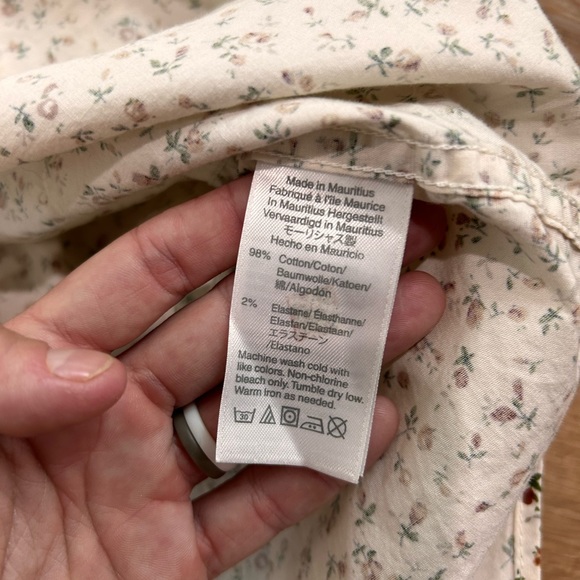 Made in Mauritius
Fabriqué à l'île Maurice
In Mauritius Hergestellt
Vervaardigd in Mauritius
モーリシャス製
Hecho en Mauricio
98% Cotton/Coton/
Baumwolle/Katoen/
綿/Algodón
2% Elastane/Élasthanne/
Elastan/Elastaan/
エラステーン
/Elastano
Machine wash cold with
like colors. Non-chlorine
bleach only. Tumble dry low.
Warm iron as needed.
30